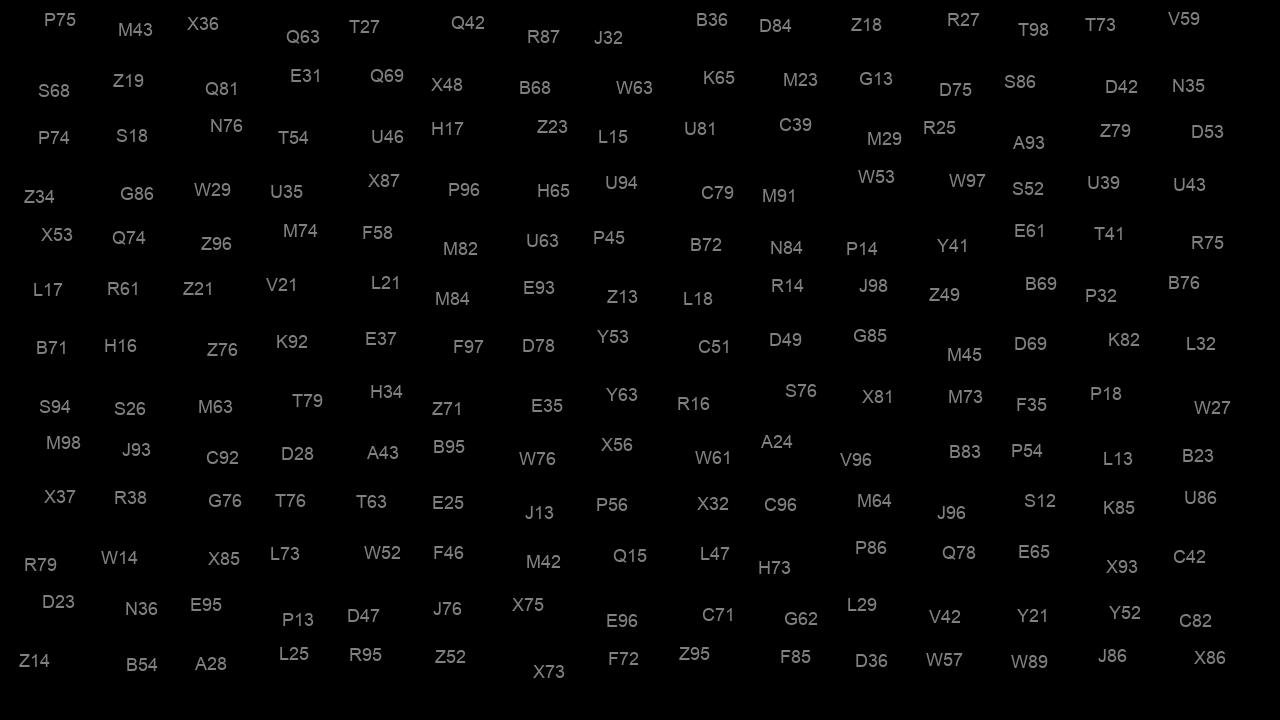 P75 M43 X36 Q63 T27 Q42 R87 J32 B36 D84 Z18 R27 T98 T73 V59
S68 Z19 Q81 E31 Q69 X48 B68 W63 K65 M23 G13 D75 S86 D42 N35
P74 S18 N76 T54 U46 H17 Z23 L15 U81 C39 M29 R25 A93 Z79 D53
Z34 G86 W29 U35 X87 P96 H65 U94 C79 M91 W53 W97 S52 U39 U43
X53 Q74 Z96 M74 F58 M82 U63 P45 B72 N84 P14 Y41 E61 T41 R75
L17 R61 Z21 V21 L21 M84 E93 Z13 L18 R14 J98 Z49 B69 P32 B76
B71 H16 Z76 K92 E37 F97 D78 Y53 C51 D49 G85 M45 D69 K82 L32
S94 S26 M63 T79 H34 Z71 E35 Y63 R16 S76 X81 M73 F35 P18 W27
M98 J93 C92 D28 A43 B95 W76 X56 W61 A24 V96 B83 P54 L13 B23
X37 R38 G76 T76 T63 E25 J13 P56 X32 C96 M64 J96 S12 K85 U86
R79 W14 X85 L73 W52 F46 M42 Q15 L47 H73 P86 Q78 E65 X93 C42
D23 N36 E95 P13 D47 J76 X75 E96 C71 G62 L29 V42 Y21 Y52 C82
Z14 B54 A28 L25 R95 Z52 X73 F72 Z95 F85 D36 W57 W89 J86 X86